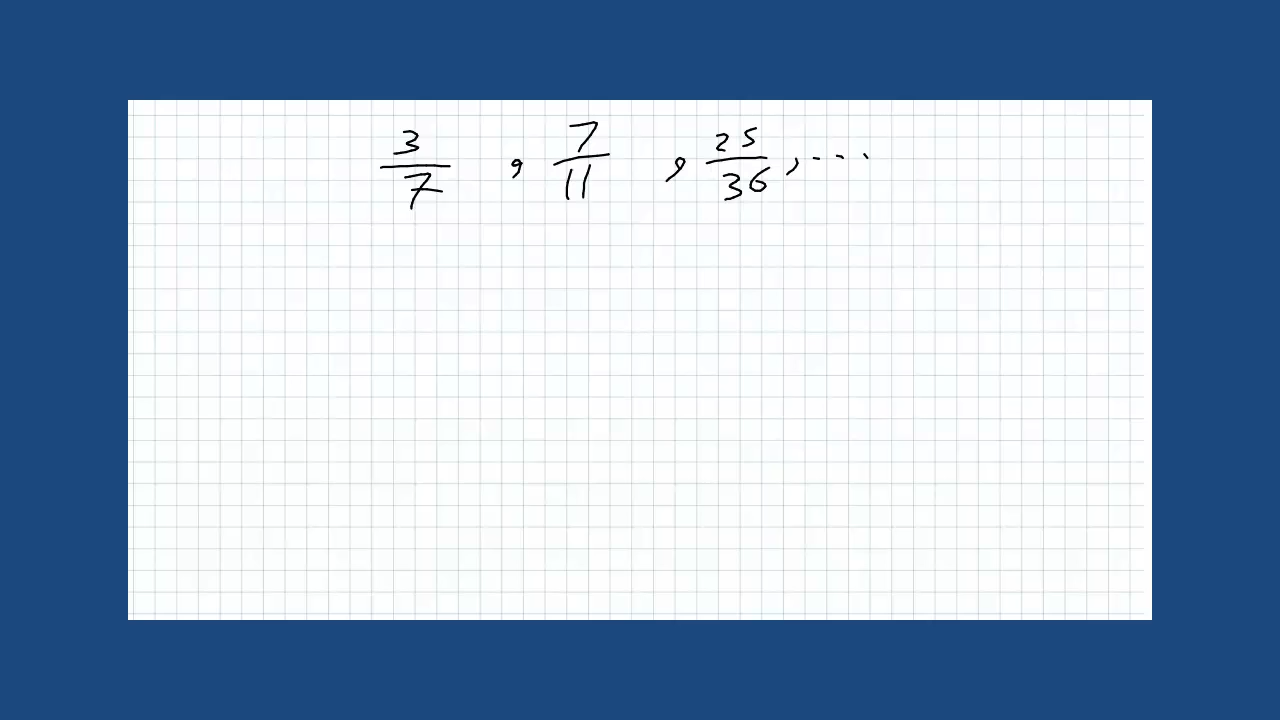 3/7 , 7/11 , 25/36 , ...